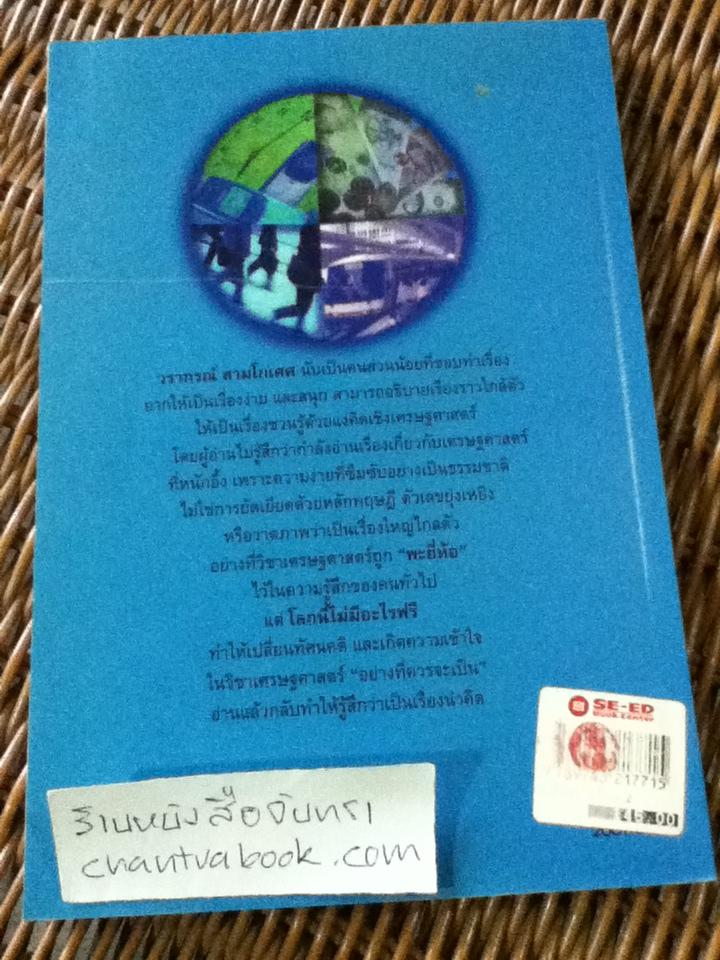 วรากรณ์ สามโกเศศ นับเป็นคนส่วนน้อยที่ชอบทำเรื่อง
ยากให้เป็นเรื่องง่าย และสนุก สามารถอธิบายเรื่องราวใกล้ตัว
ให้เป็นเรื่องชวนรู้ด้วยแง่คิดเชิงเศรษฐศาสตร์
โดยผู้อ่านไม่รู้สึกว่ากำลังอ่านเรื่องเกี่ยวกับเศรษฐศาสตร์
ที่หนักอึ้ง เพราะความง่ายที่ซึมซับอย่างเป็นธรรมชาติ
ไม่ใช่การยัดเยียดด้วยหลักทฤษฎี ตัวเลขยุ่งเหยิง
หรือวาดภาพว่าเป็นเรื่องใหญ่ไกลตัว
อย่างที่วิชาเศรษฐศาสตร์ถูก "พะยี่ห้อ"
ไว้ในความรู้สึกของคนทั่วไป
แต่ โลกนี้ไม่มีอะไรฟรี
ทำให้เปลี่ยนทัศนคติ และเกิดความเข้าใจ
ในวิชาเศรษฐศาสตร์ "อย่างที่ควรจะเป็น"
อ่านแล้วกลับทำให้รู้สึกว่าเป็นเรื่องน่าคิด
SE-ED
Book Center
217715
45.00
ร้านหนังสือจันทรา
chantrabook.com